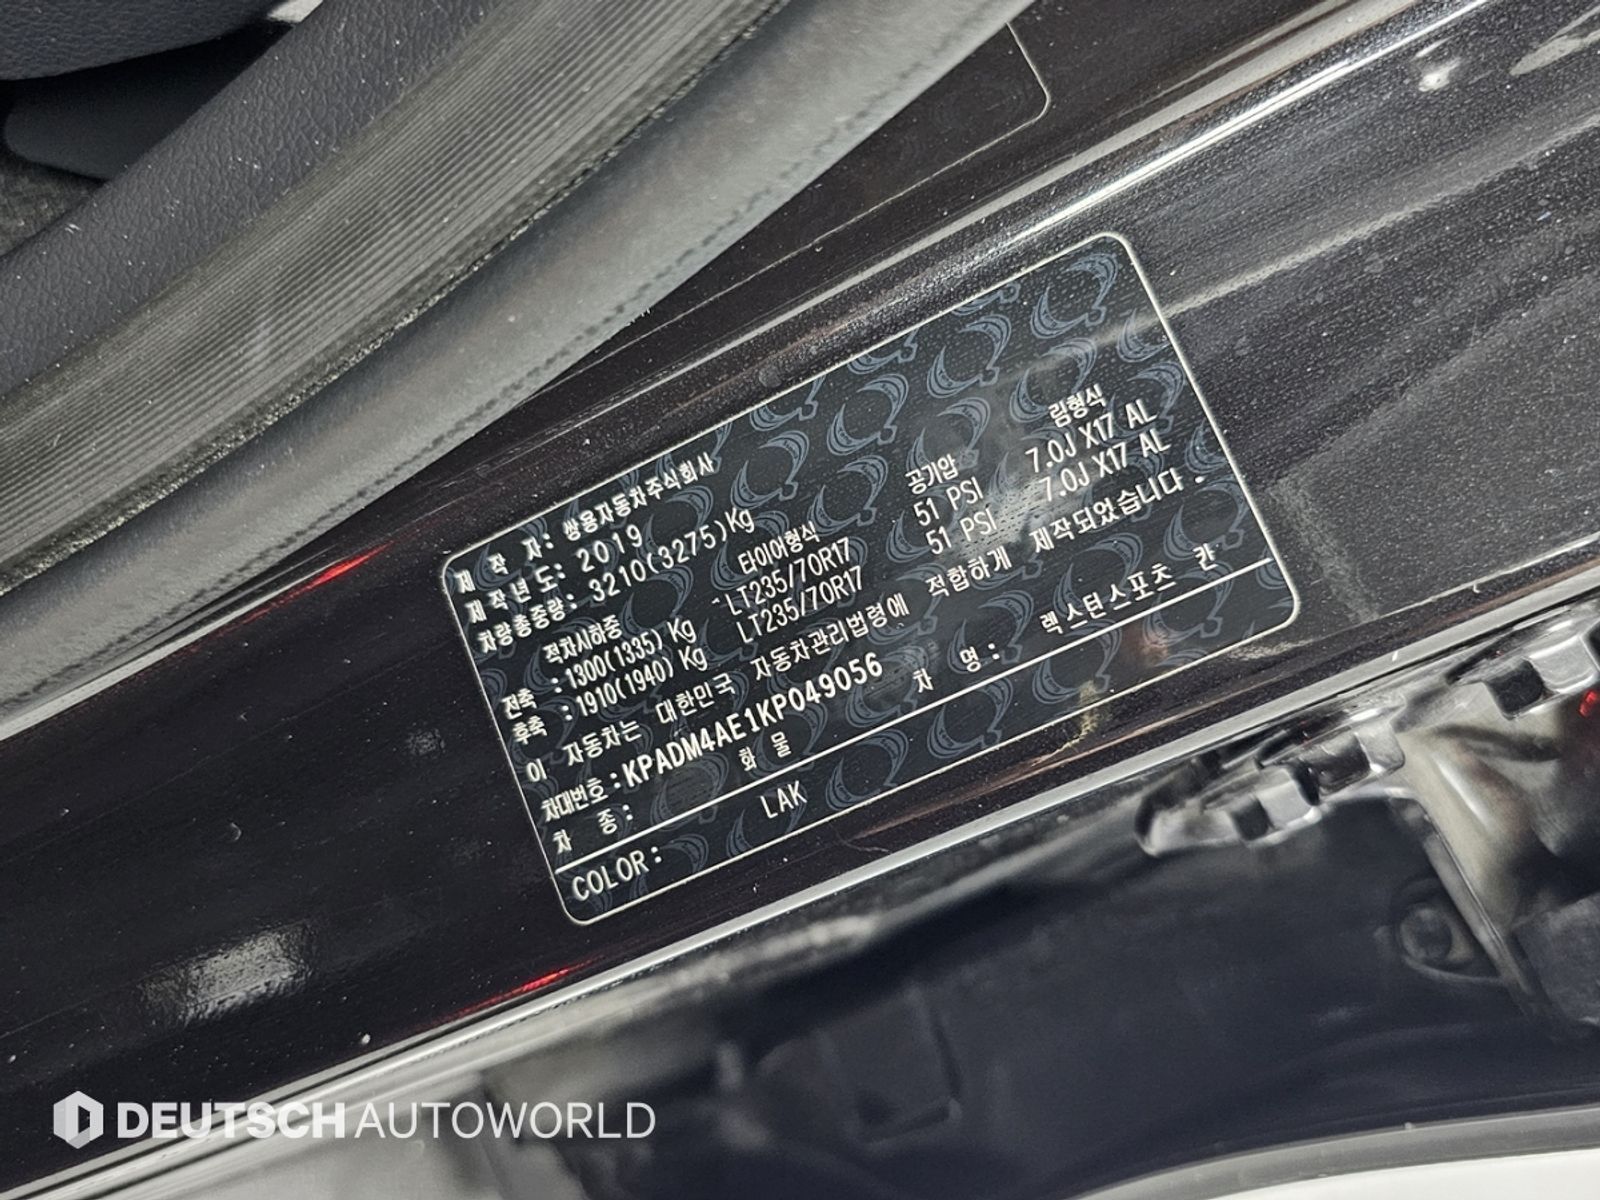 제 작 자: 쌍용자동차주식회사
제작년도: 2019
차량총중량: 3210(3275)Kg
적차시하중 타이어형식 공기압 림형식
전축 :1300(1335)Kg LT235/70R17 51 PSI 7.0J X17 AL
후축 :1910(1940)Kg LT235/70R17 51 PSI 7.0J X17 AL
이 자동차는 대한민국 자동차관리법령에 적합하게 제작되었습니다.
차대번호:KPADM4AE1KP049056
차 종: 화 물 차 명: 렉스턴스포츠 칸
COLOR: LAK
DEUTSCH AUTOWORLD